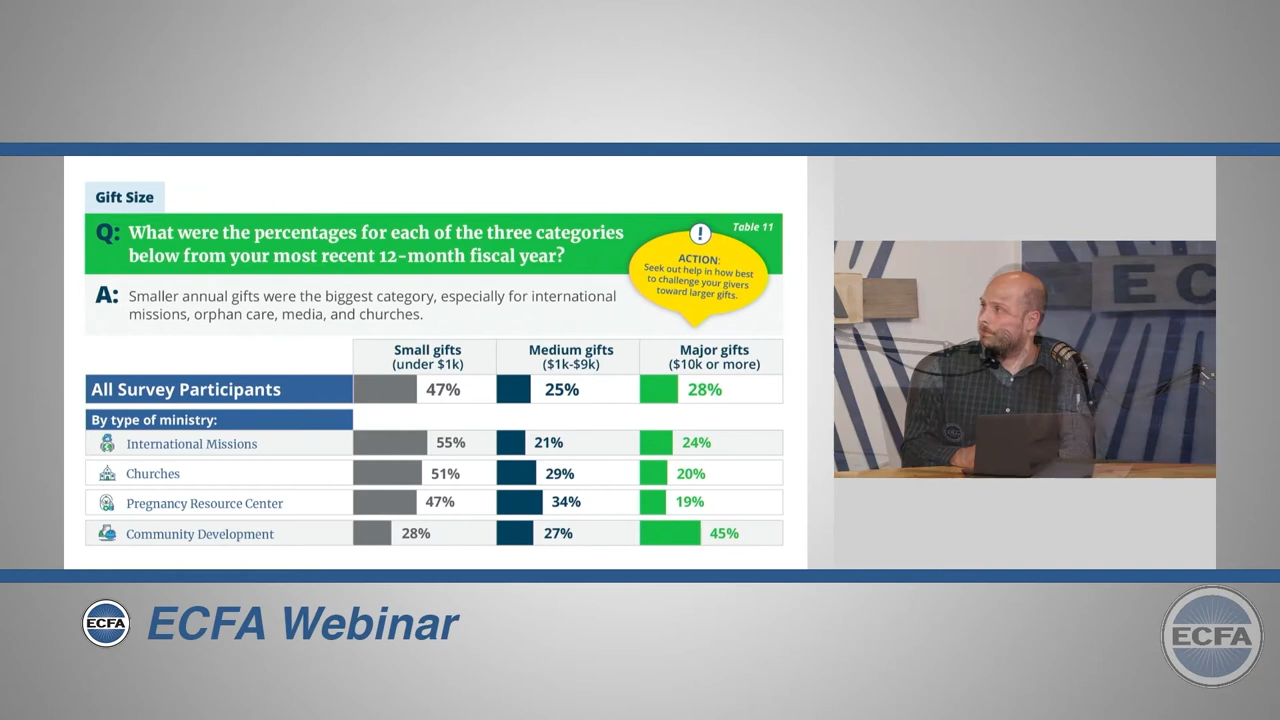 Gift Size
Q: What were the percentages for each of the three categories
below from your most recent 12-month fiscal year?
Table 11
!
ACTION:
Seek out help in how best
to challenge your givers
toward larger gifts.
A: Smaller annual gifts were the biggest category, especially for international
missions, orphan care, media, and churches.
Small gifts Medium gifts Major gifts
(under $1k) ($1k-$9k) ($10k or more)
All Survey Participants 47% 25% 28%
By type of ministry:
International Missions 55% 21% 24%
Churches 51% 29% 20%
Pregnancy Resource Center 47% 34% 19%
Community Development 28% 27% 45%
E C
ECFA ECFA Webinar
ECFA